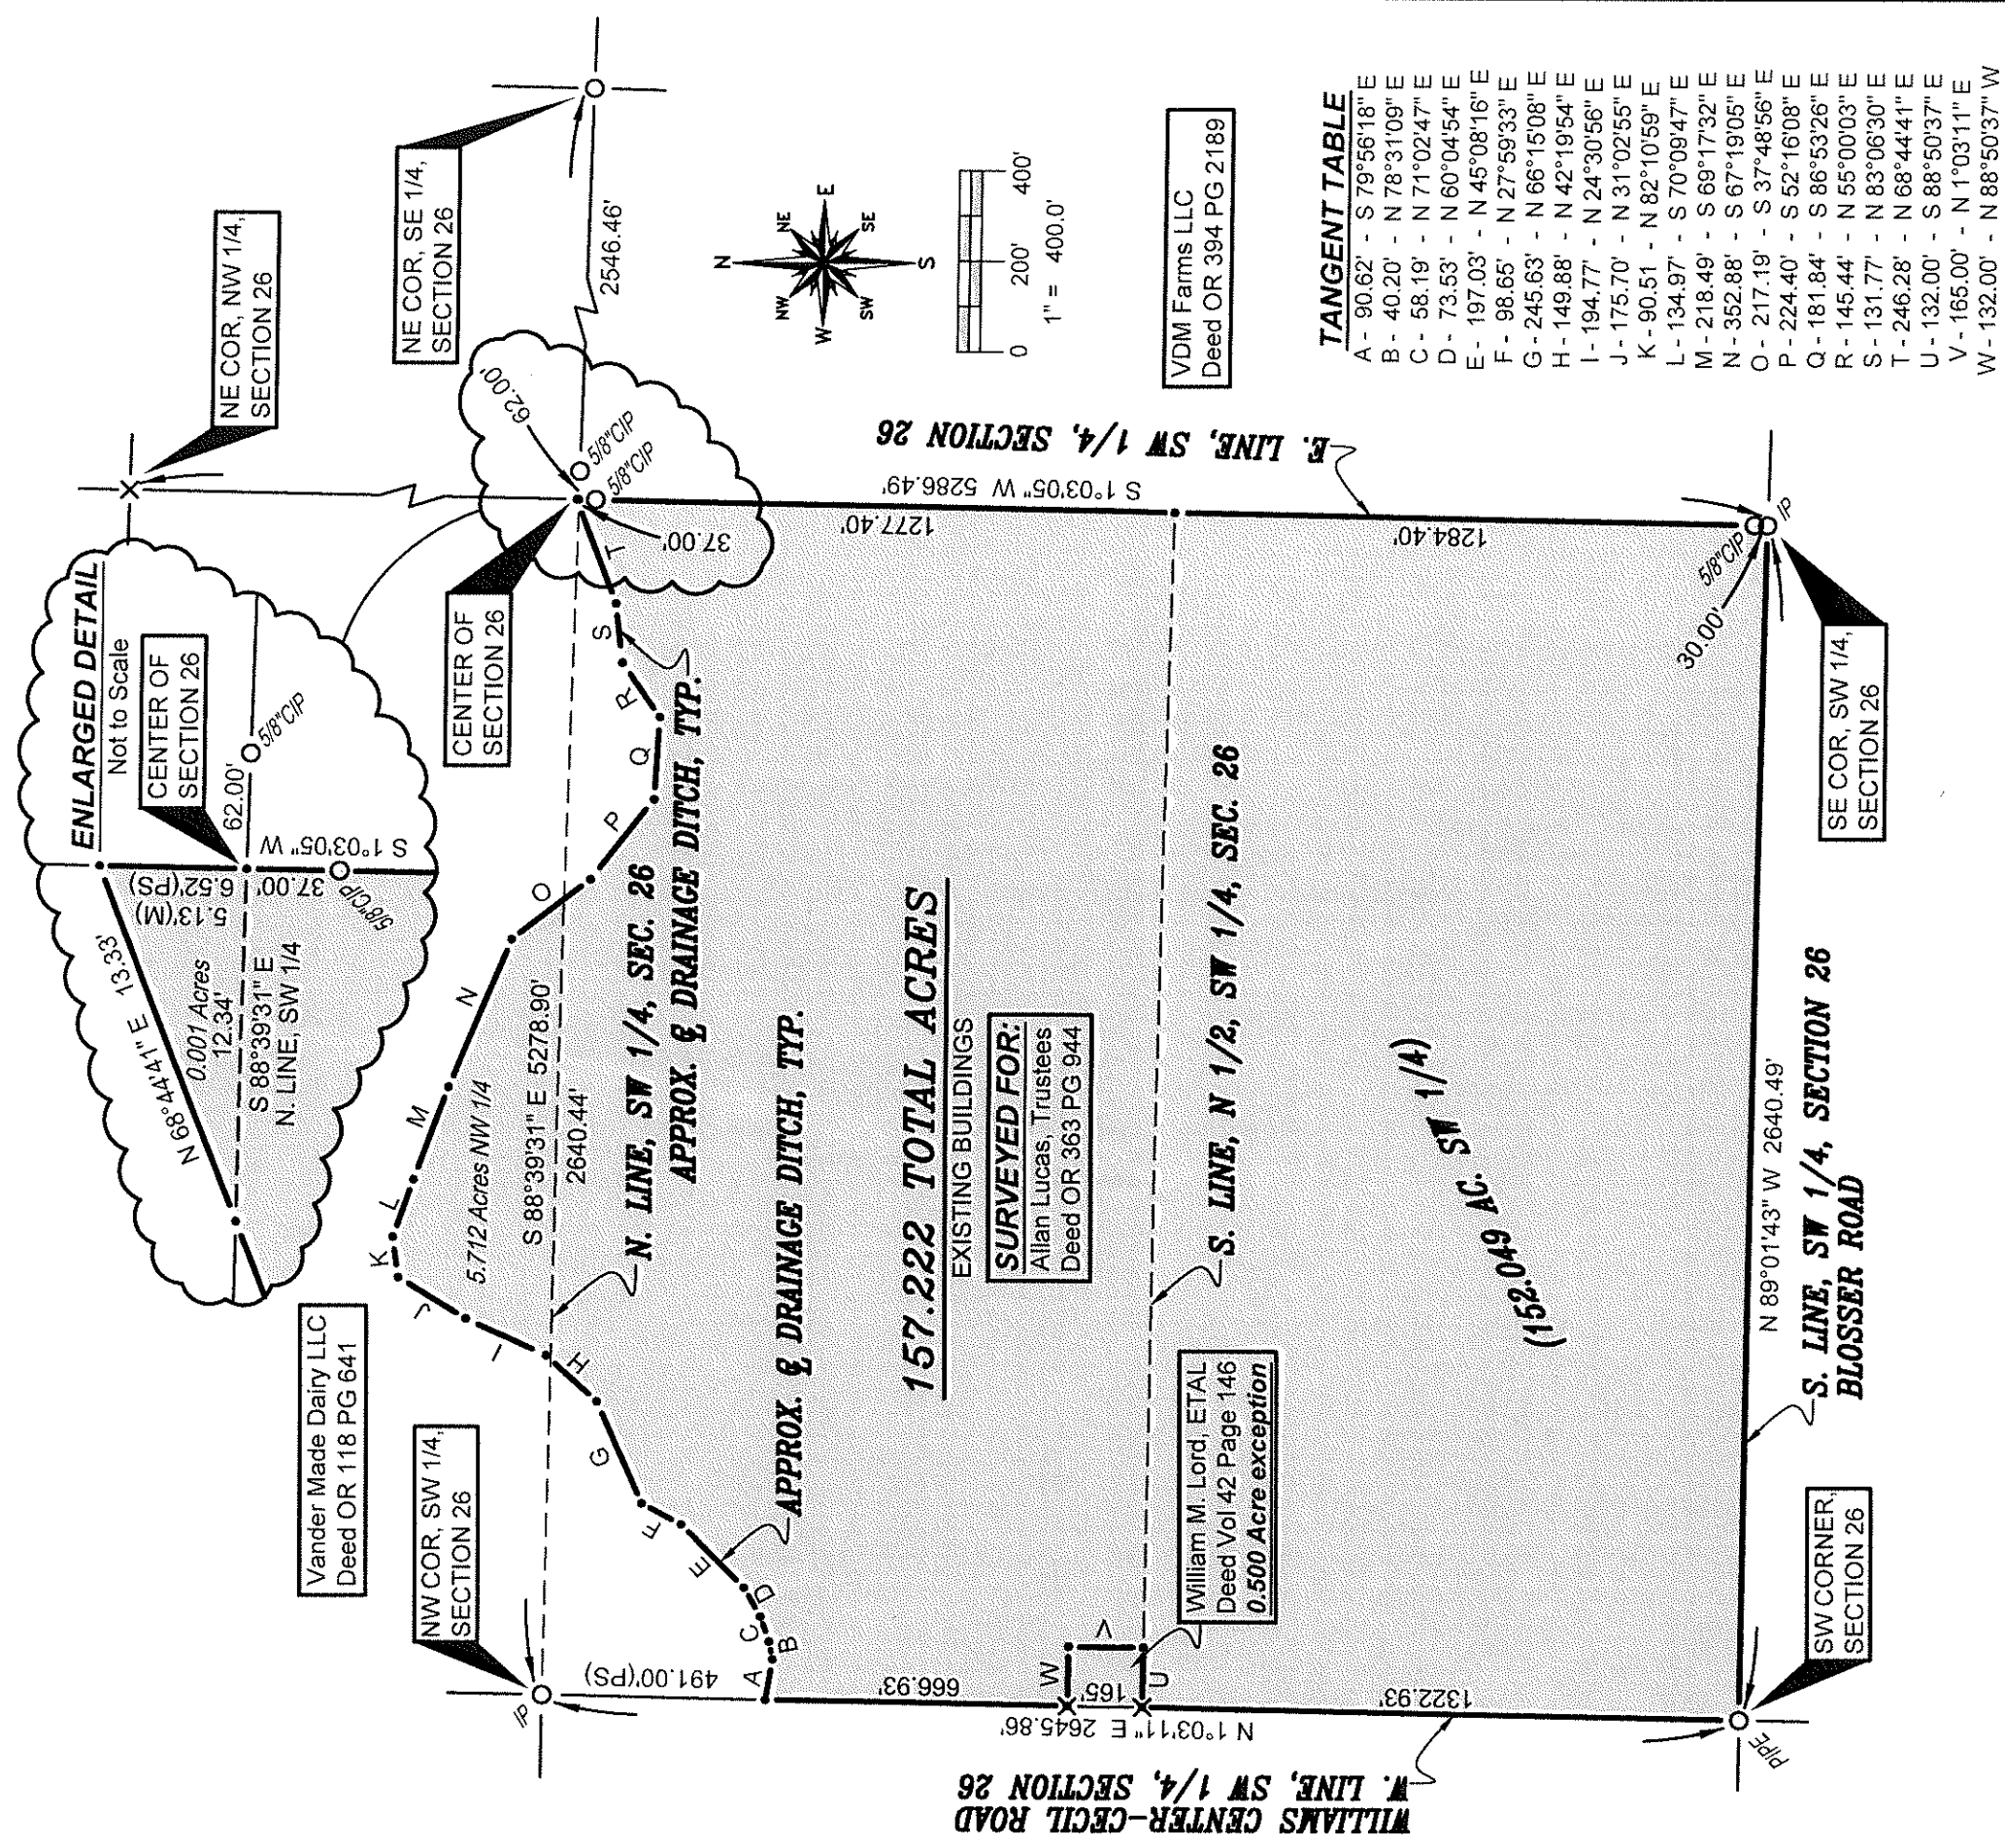 ENLARGED DETAIL
Not to Scale
CENTER OF
SECTION 26
62.00'
5/8"CIP
S 1°03'05" W
6.52'(PS)
5.13'(M)
37.00'
5/8"CIP
N 68°44'41" E 13.33'
0.001 Acres
12.34'
S 88°39'31" E
N. LINE, SW 1/4
NE COR, NW 1/4,
SECTION 26
NE COR, SE 1/4,
SECTION 26
2546.46'
62.00'
5/8"CIP
5/8"CIP
37.00'
CENTER OF
SECTION 26
N
NE
E
SE
S
SW
W
NW
0 200' 400'
1" = 400.0'
VDM Farms LLC
Deed OR 394 PG 2189
Vander Made Dairy LLC
Deed OR 118 PG 641
NW COR, SW 1/4,
SECTION 26
IP
491.00'(PS)
A
B
C
D
E
F
G
H
I
J
K
L
M
N
O
P
Q
R
S
T
5.712 Acres NW 1/4
S 88°39'31" E 5278.90'
2640.44'
N. LINE, SW 1/4, SEC. 26
APPROX. ℄ DRAINAGE DITCH, TYP.
APPROX. ℄ DRAINAGE DITCH, TYP.
E. LINE, SW 1/4, SECTION 26
S 1°03'05" W 5286.49'
1277.40'
1284.40'
157.222 TOTAL ACRES
EXISTING BUILDINGS
SURVEYED FOR:
Allan Lucas, Trustees
Deed OR 363 PG 944
666.93'
W
165'
V
U
N 1°03'11" E 2645.86'
1322.93'
William M. Lord, ETAL
Deed Vol 42 Page 146
0.500 Acre exception
S. LINE, N 1/2, SW 1/4, SEC. 26
(152.049 AC. SW 1/4)
WILLIAMS CENTER-CECIL ROAD
W. LINE, SW 1/4, SECTION 26
PIPE
SW CORNER,
SECTION 26
N 89°01'43" W 2640.49'
S. LINE, SW 1/4, SECTION 26
BLOSSER ROAD
30.00'
5/8"CIP
IP
SE COR, SW 1/4,
SECTION 26
TANGENT TABLE
A - 90.62' - S 79°56'18" E
B - 40.20' - N 78°31'09" E
C - 58.19' - N 71°02'47" E
D - 73.53' - N 60°04'54" E
E - 197.03' - N 45°08'16" E
F - 98.65' - N 27°59'33" E
G - 245.63' - N 66°15'08" E
H - 149.88' - N 42°19'54" E
I - 194.77' - N 24°30'56" E
J - 175.70' - N 31°02'55" E
K - 90.51 - N 82°10'59" E
L - 134.97' - S 70°09'47" E
M - 218.49' - S 69°17'32" E
N - 352.88' - S 67°19'05" E
O - 217.19' - S 37°48'56" E
P - 224.40' - S 52°16'08" E
Q - 181.84' - S 86°53'26" E
R - 145.44' - N 55°00'03" E
S - 131.77' - N 83°06'30" E
T - 246.28' - N 68°44'41" E
U - 132.00' - S 88°50'37" E
V - 165.00' - N 1°03'11" E
W - 132.00' - N 88°50'37" W